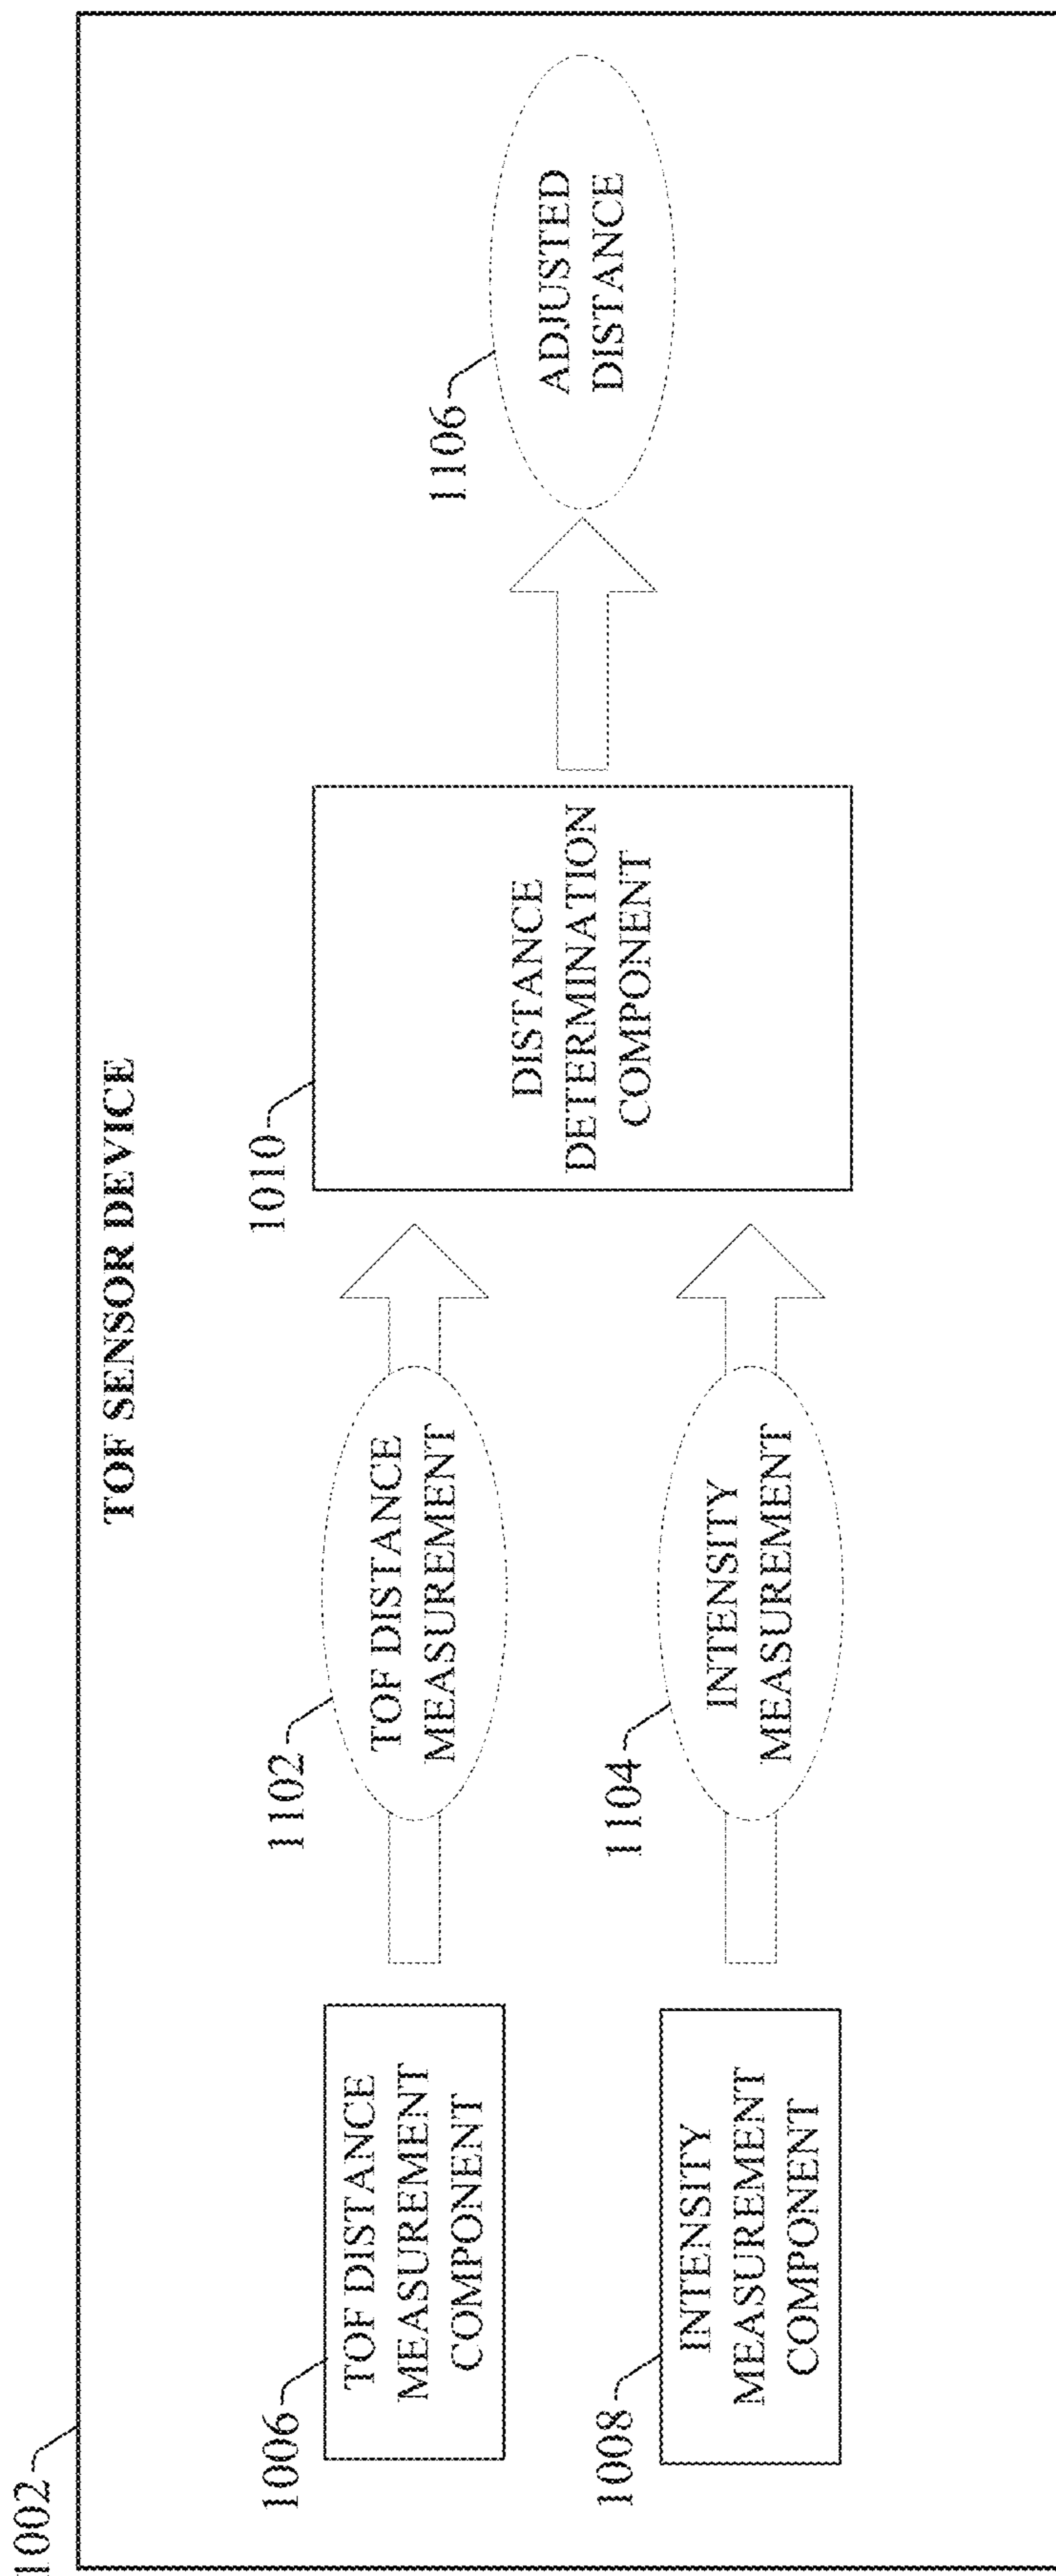 1002
TOF SENSOR DEVICE
1006
TOF DISTANCE
MEASUREMENT
COMPONENT
1102
TOF DISTANCE
MEASUREMENT
1008
INTENSITY
MEASUREMENT
COMPONENT
1104
INTENSITY
MEASUREMENT
1010
DISTANCE
DETERMINATION
COMPONENT
1106
ADJUSTED
DISTANCE